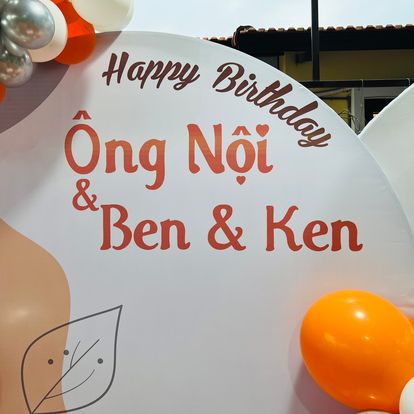 Happy Birthday
Ông Nội
&
Ben & Ken